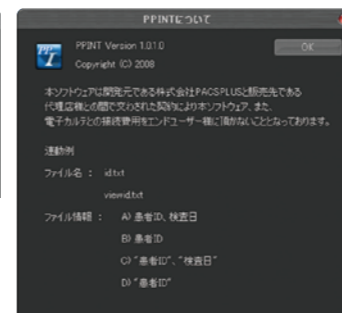 PPINTについて
PPINT Version 1.0.1.0
OK
Copyright (C) 2008
本ソフトウェアは開発元である株式会社PACSPLUSと販売先である
代理店様との間で交わされた契約により本ソフトウェア、また、
電子カルテとの接続費用をエンドユーザー様に頂かないこととなっております。
連動例
ファイル名： id.txt
viewid.txt
ファイル情報： A) 患者ID、検査日
B) 患者ID
C) "患者ID"、"検査日"
D) "患者ID"